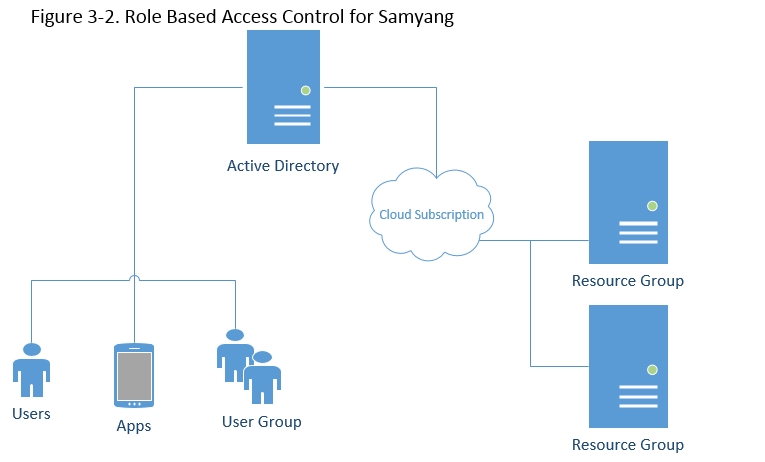 Figure 3-2. Role Based Access Control for Samyang
Active Directory
Cloud Subscription
Resource Group
Users
Apps
User Group
Resource Group